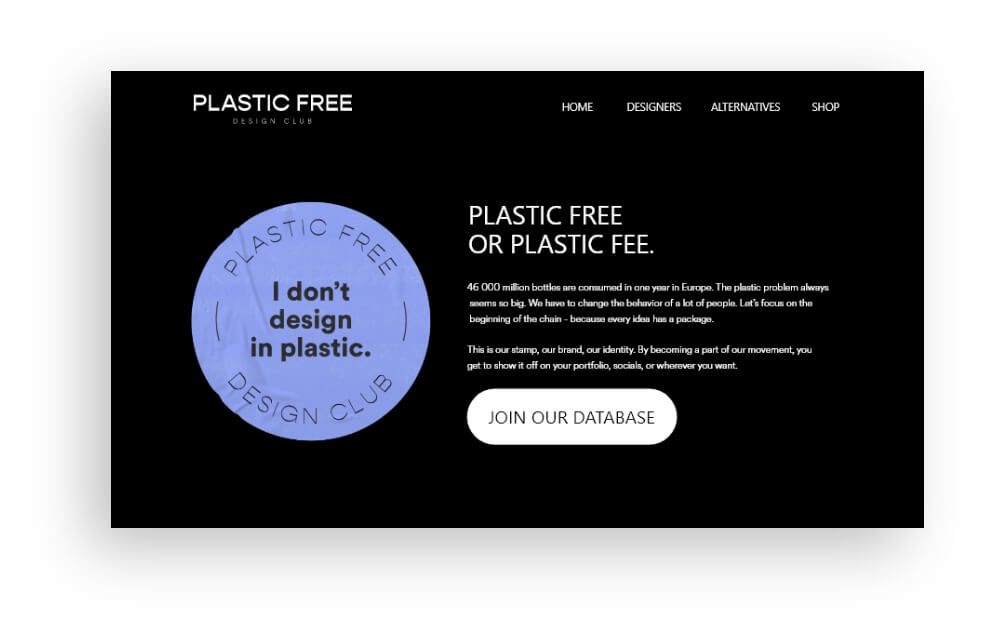 PLASTIC FREE
DESIGN CLUB
HOME DESIGNERS ALTERNATIVES SHOP
PLASTIC FREE
I don't
design
in plastic.
DESIGN CLUB
PLASTIC FREE
OR PLASTIC FEE.
46 000 million bottles are consumed in one year in Europe. The plastic problem always
seems so big. We have to change the behavior of a lot of people. Let's focus on the
beginning of the chain - because every idea has a package.
This is our stamp, our brand, our identity. By becoming a part of our movement, you
get to show it off on your portfolio, socials, or wherever you want.
JOIN OUR DATABASE